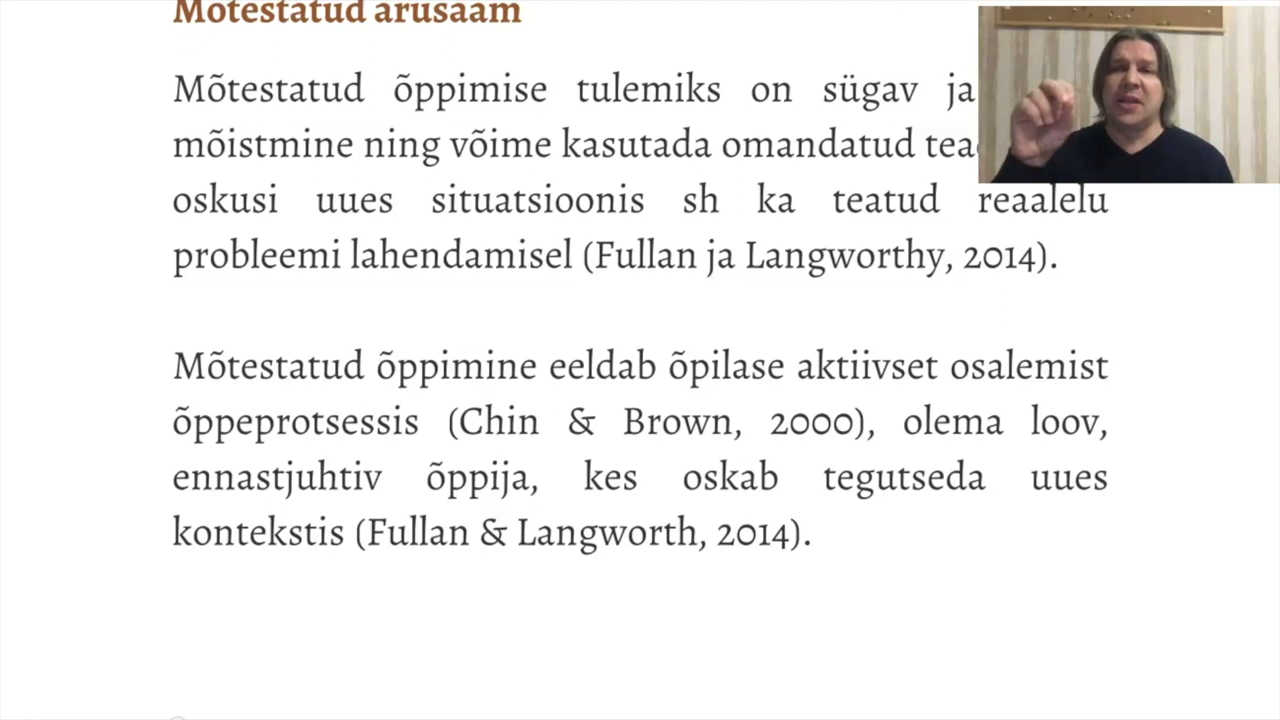 Mõtestatud arusaam
Mõtestatud õppimise tulemiks on sügav ja
mõistmine ning võime kasutada omandatud
oskusi uues situatsioonis sh ka teatud reaalelu
probleemi lahendamisel (Fullan ja Langworthy, 2014).
Mõtestatud õppimine eeldab õpilase aktiivset osalemist
õppeprotsessis (Chin & Brown, 2000), olema loov,
ennastjuhtiv õppija, kes oskab tegutseda uues
kontekstis (Fullan & Langworth, 2014).